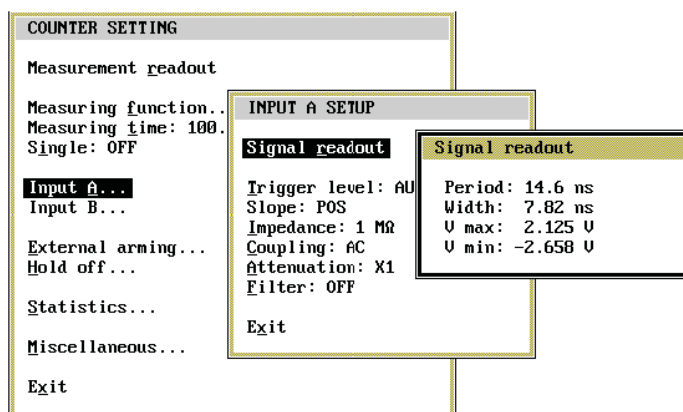 COUNTER SETTING
Measurement readout
Measuring function..
Measuring time: 100.
Single: OFF
Input A...
Input B...
External arming...
Hold off...
Statistics...
Miscellaneous...
Exit
INPUT A SETUP
Signal readout
Trigger level: AU
Slope: POS
Impedance: 1 MΩ
Coupling: AC
Attenuation: X1
Filter: OFF
Exit
Signal readout
Period: 14.6 ns
Width: 7.82 ns
V max: 2.125 V
V min: -2.658 V